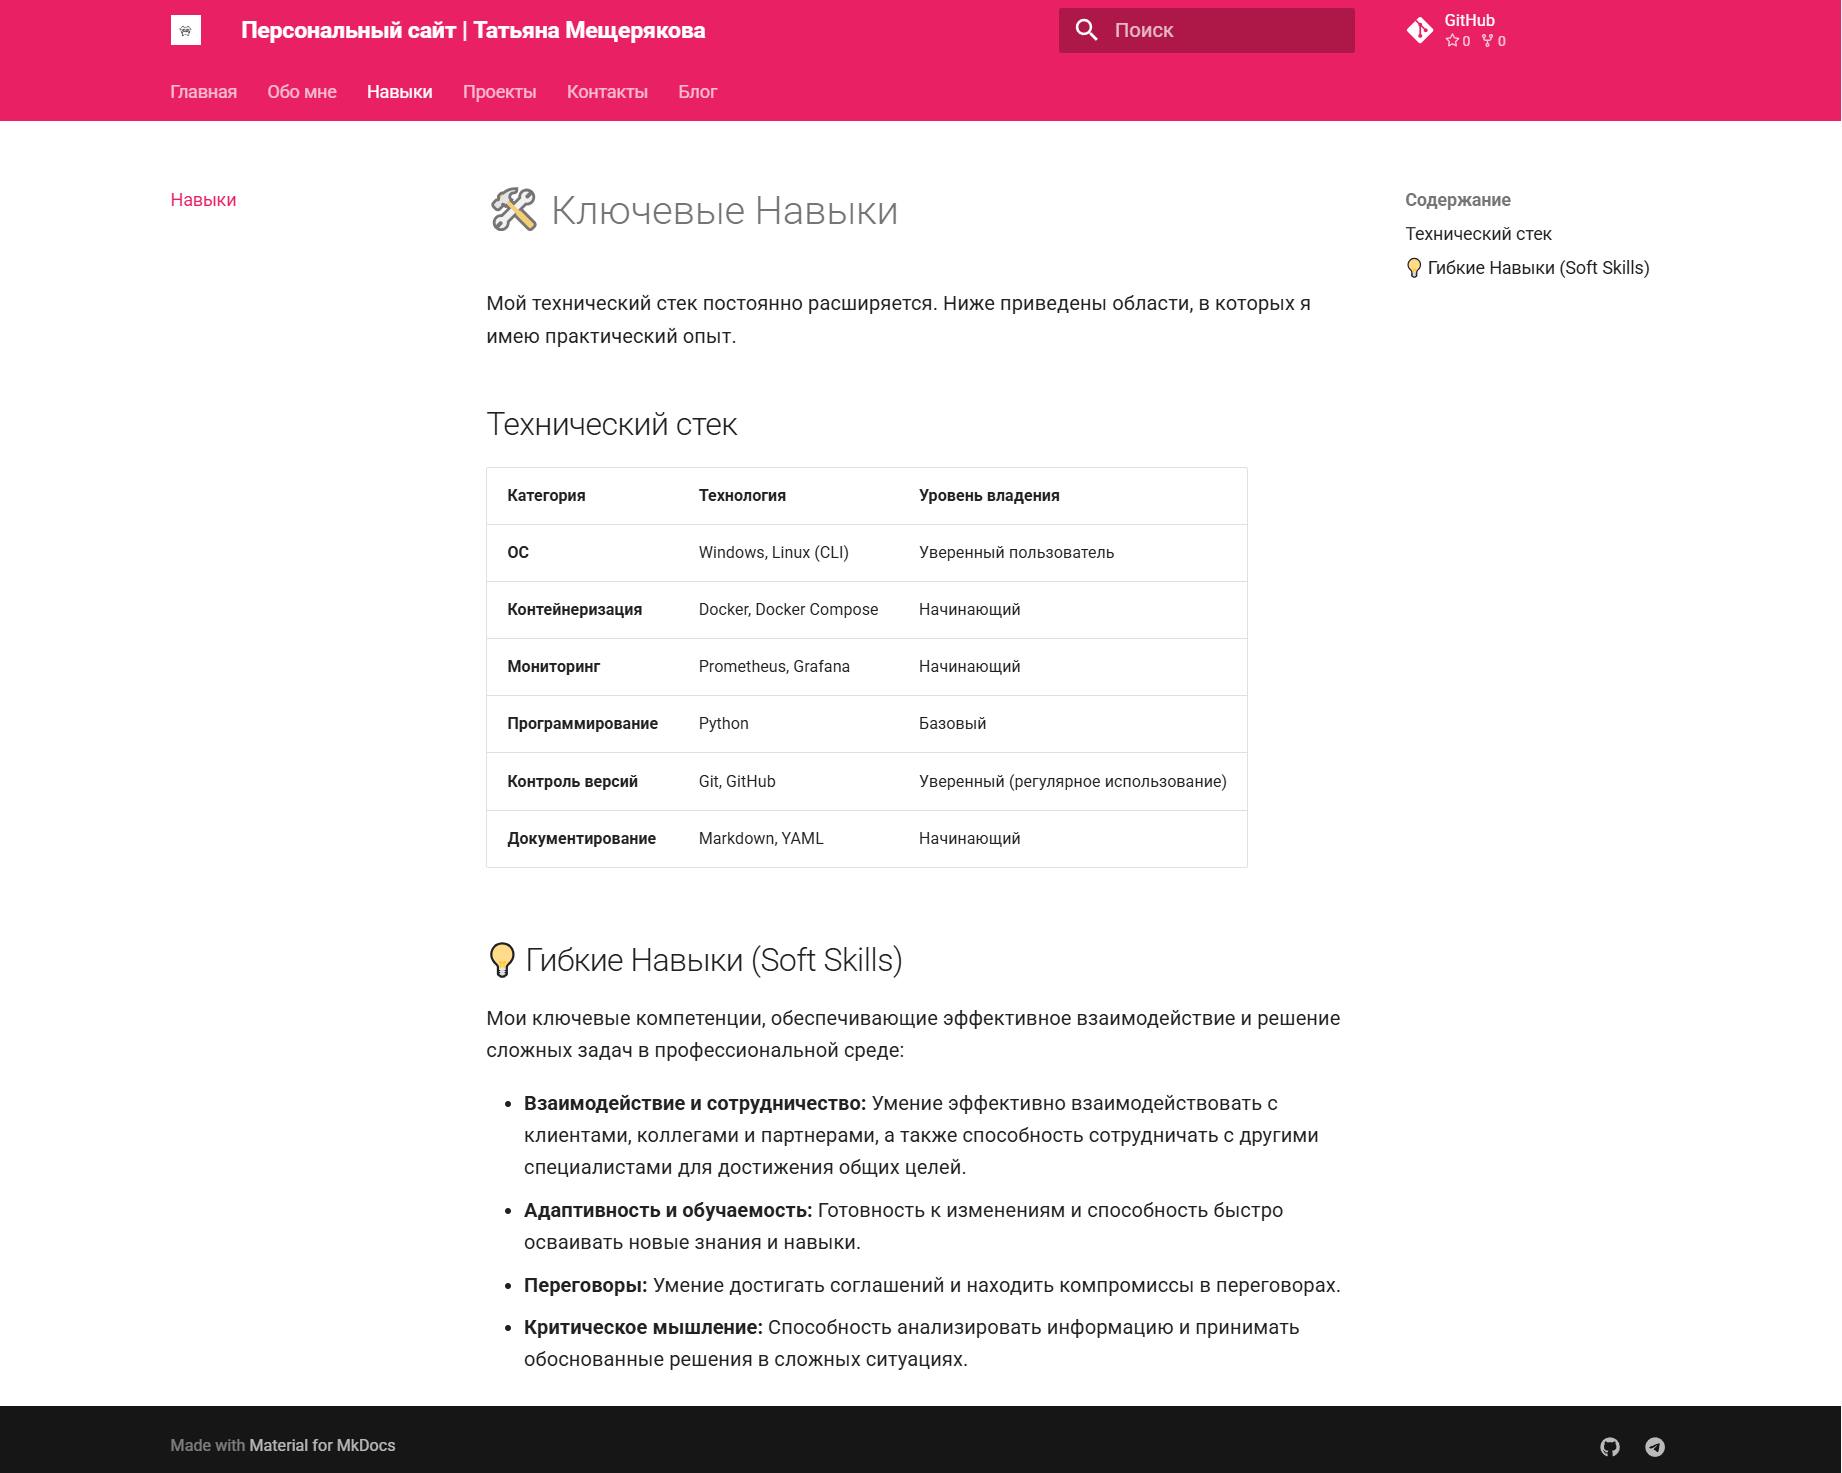 Персональный сайт | Татьяна Мещерякова
Поиск
GitHub
0 0
Главная Обо мне Навыки Проекты Контакты Блог
Навыки
🛠 Ключевые Навыки
Содержание
Технический стек
💡 Гибкие Навыки (Soft Skills)
Мой технический стек постоянно расширяется. Ниже приведены области, в которых я
имею практический опыт.
Технический стек
Категория Технология Уровень владения
ОС Windows, Linux (CLI) Уверенный пользователь
Контейнеризация Docker, Docker Compose Начинающий
Мониторинг Prometheus, Grafana Начинающий
Программирование Python Базовый
Контроль версий Git, GitHub Уверенный (регулярное использование)
Документирование Markdown, YAML Начинающий
💡 Гибкие Навыки (Soft Skills)
Мои ключевые компетенции, обеспечивающие эффективное взаимодействие и решение
сложных задач в профессиональной среде:
• Взаимодействие и сотрудничество: Умение эффективно взаимодействовать с
клиентами, коллегами и партнерами, а также способность сотрудничать с другими
специалистами для достижения общих целей.
• Адаптивность и обучаемость: Готовность к изменениям и способность быстро
осваивать новые знания и навыки.
• Переговоры: Умение достигать соглашений и находить компромиссы в переговорах.
• Критическое мышление: Способность анализировать информацию и принимать
обоснованные решения в сложных ситуациях.
Made with Material for MkDocs